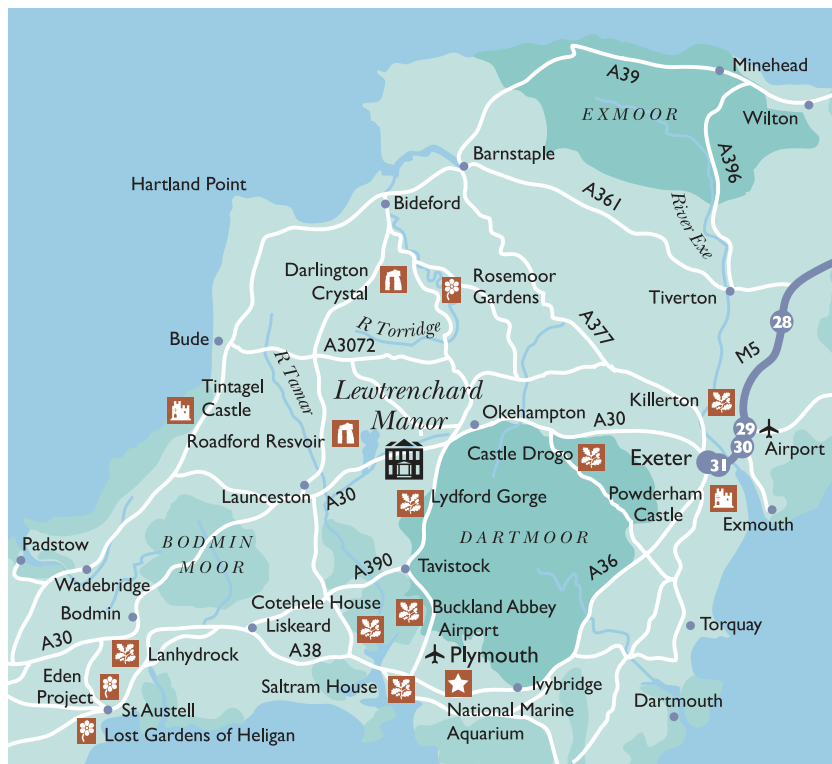 Minehead
A39
EXMOOR
Wilton
A396
Barnstaple
Hartland Point
A361
Bideford
River Exe
Darlington
Crystal
Rosemoor
Gardens
Tiverton
28
R Torridge
A377
Bude
A3072
M5
R Tamar
Tintagel
Castle
Lewtrenchard
Manor
Killerton
Okehampton
A30
29
Roadford Resvoir
30
Airport
Castle Drogo
Exeter
31
Launceston
A30
Lydford Gorge
Powderham
Castle
Exmouth
BODMIN
MOOR
DARTMOOR
Padstow
A390
Tavistock
A36
Wadebridge
Cotehele House
Buckland Abbey
Bodmin
Liskeard
Airport
Torquay
A30
Lanhydrock
A38
Plymouth
Eden
Project
Saltram House
Ivybridge
St Austell
National Marine
Aquarium
Dartmouth
Lost Gardens of Heligan